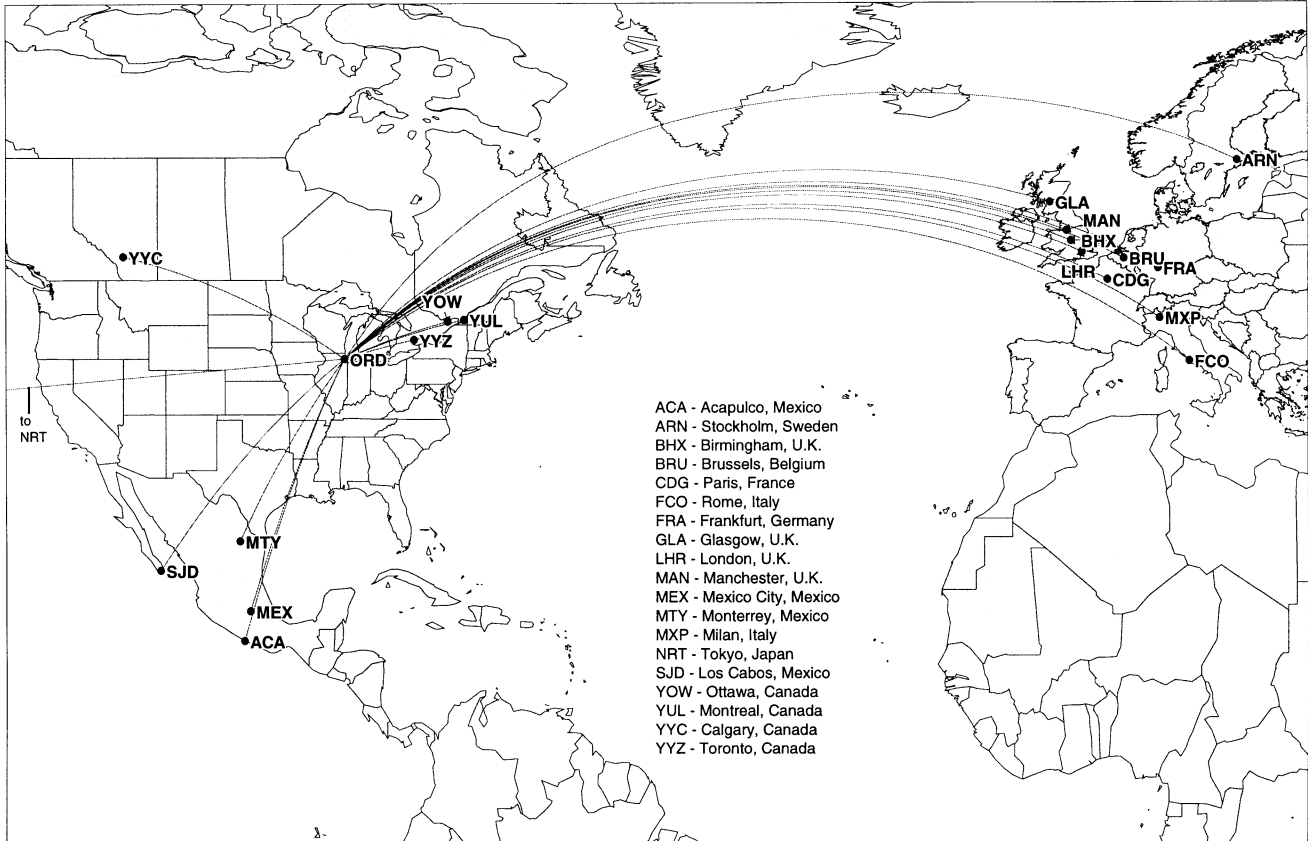 ARN
GLA
MAN
BHX
YYC
BRU
FRA
LHR
CDG
YOW
YUL
MXP
YYZ
ORD
FCO
to
NRT
ACA - Acapulco, Mexico
ARN - Stockholm, Sweden
BHX - Birmingham, U.K.
BRU - Brussels, Belgium
CDG - Paris, France
FCO - Rome, Italy
FRA - Frankfurt, Germany
GLA - Glasgow, U.K.
LHR - London, U.K.
MAN - Manchester, U.K.
MEX - Mexico City, Mexico
MTY - Monterrey, Mexico
MXP - Milan, Italy
NRT - Tokyo, Japan
SJD - Los Cabos, Mexico
YOW - Ottawa, Canada
YUL - Montreal, Canada
YYC - Calgary, Canada
YYZ - Toronto, Canada
MTY
SJD
MEX
ACA